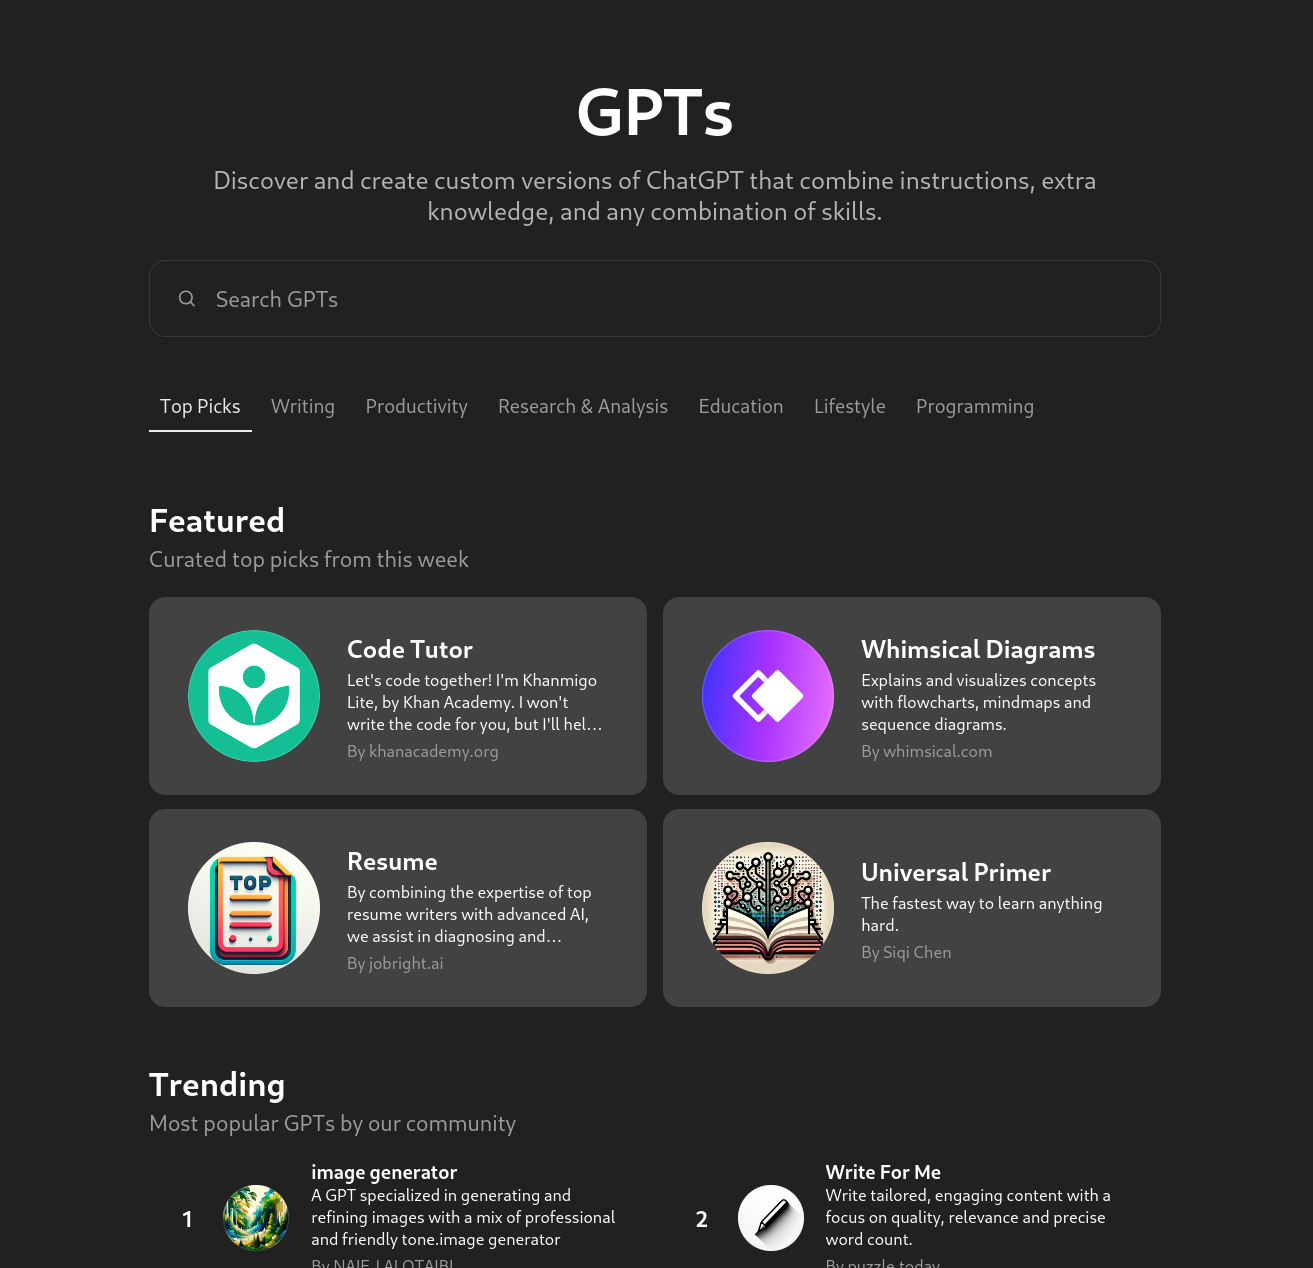 GPTs
Discover and create custom versions of ChatGPT that combine instructions, extra
knowledge, and any combination of skills.
Search GPTs
Top Picks Writing Productivity Research & Analysis Education Lifestyle Programming
Featured
Curated top picks from this week
Code Tutor
Let's code together! I'm Khanmigo
Lite, by Khan Academy. I won't
write the code for you, but I'll hel...
By khanacademy.org
Whimsical Diagrams
Explains and visualizes concepts
with flowcharts, mindmaps and
sequence diagrams.
By whimsical.com
TOP
Resume
By combining the expertise of top
resume writers with advanced AI,
we assist in diagnosing and...
By jobright.ai
Universal Primer
The fastest way to learn anything
hard.
By Siqi Chen
Trending
Most popular GPTs by our community
1
image generator
A GPT specialized in generating and
refining images with a mix of professional
and friendly tone.image generator
By NAIF J ALOTAIBI
2
Write For Me
Write tailored, engaging content with a
focus on quality, relevance and precise
word count.
By puzzle.today